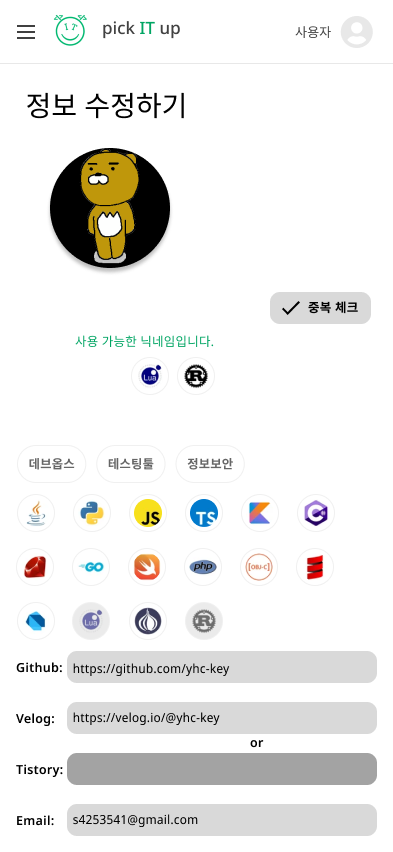 pick IT up
사용자
정보 수정하기
중복 체크
사용 가능한 닉네임입니다.
Lua
R
데브옵스
테스팅툴
정보보안
JS
TS
C
GO
php
[OBJ-C]
Lua
R
Github:
https://github.com/yhc-key
Velog:
https://velog.io/@yhc-key
or
Tistory:
Email:
s4253541@gmail.com